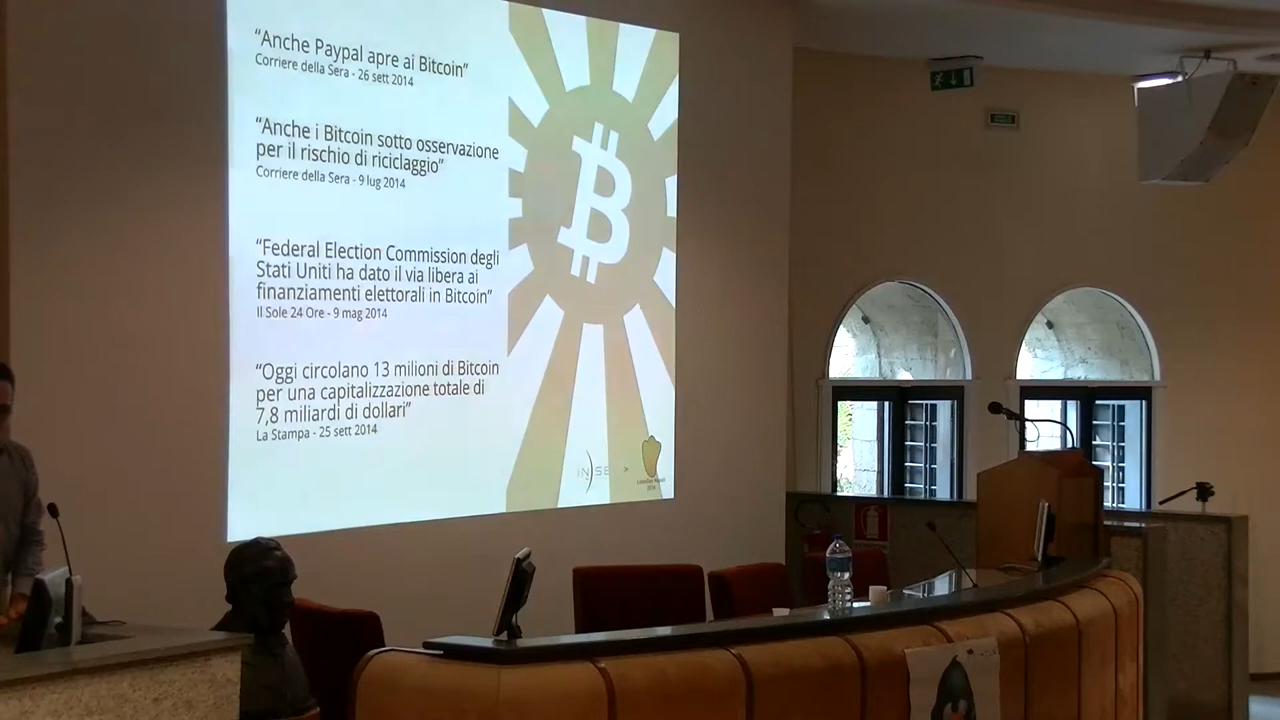 “Anche Paypal apre ai Bitcoin”
Corriere della Sera - 26 sett 2014
“Anche i Bitcoin sotto osservazione
per il rischio di riciclaggio”
Corriere della Sera - 9 lug 2014
“Federal Election Commission degli
Stati Uniti ha dato il via libera ai
finanziamenti elettorali in Bitcoin”
Il Sole 24 Ore - 9 mag 2014
“Oggi circolano 13 milioni di Bitcoin
per una capitalizzazione totale di
7,8 miliardi di dollari”
La Stampa - 25 sett 2014
2014